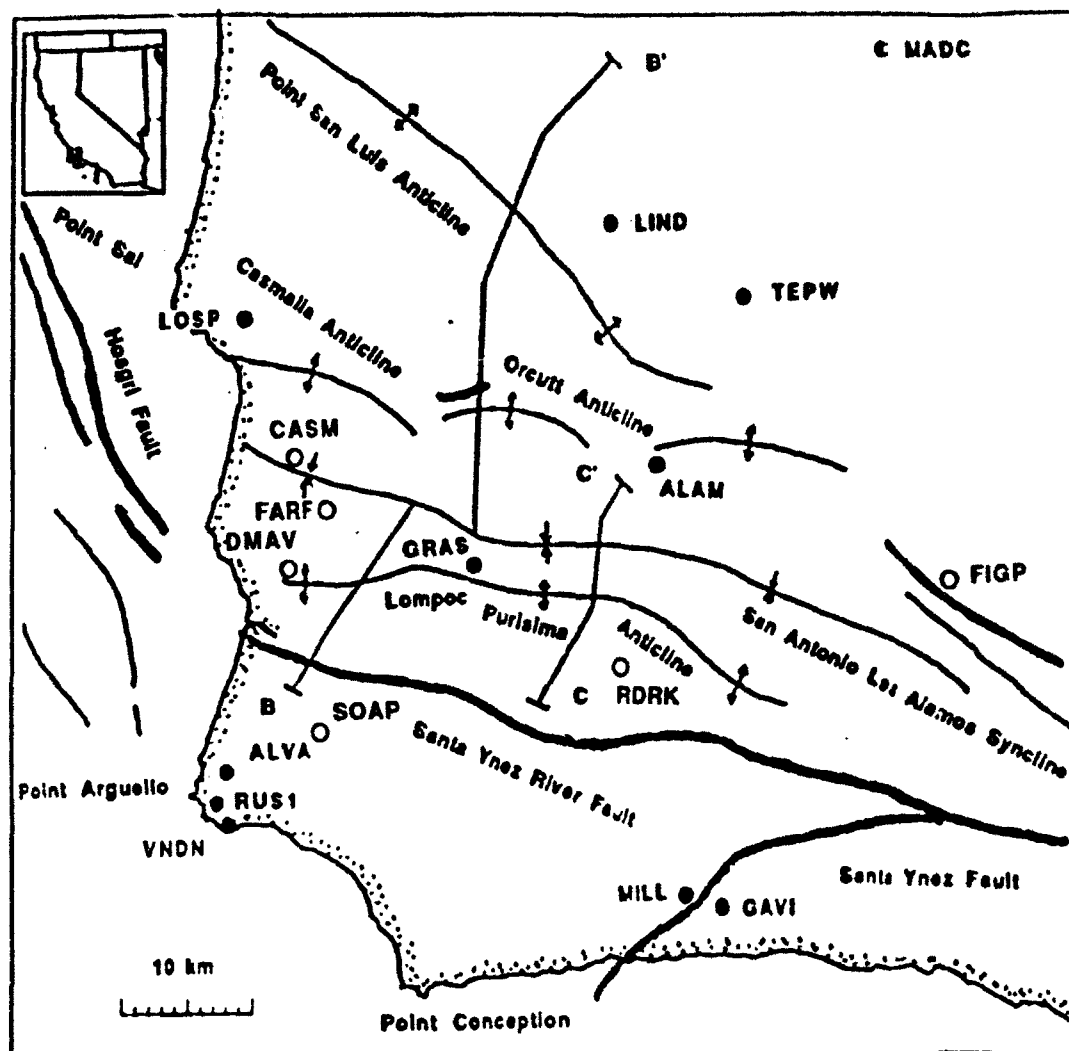 B'
MADC
Point San Luis Anticline
LIND
Point Sal
TEPW
Casmalia Anticline
LOSP
Hosgri Fault
Orcutt Anticline
CASM
C'
ALAM
FARF
DMAV
GRAS
FIGP
Lompoc Purisima Anticline
San Antonio Los Alamos Syncline
RDRK
C
B
SOAP
Santa Ynez River Fault
ALVA
Point Arguello
RUS1
VNDN
Santa Ynez Fault
MILL
GAVI
10 km
Point Conception